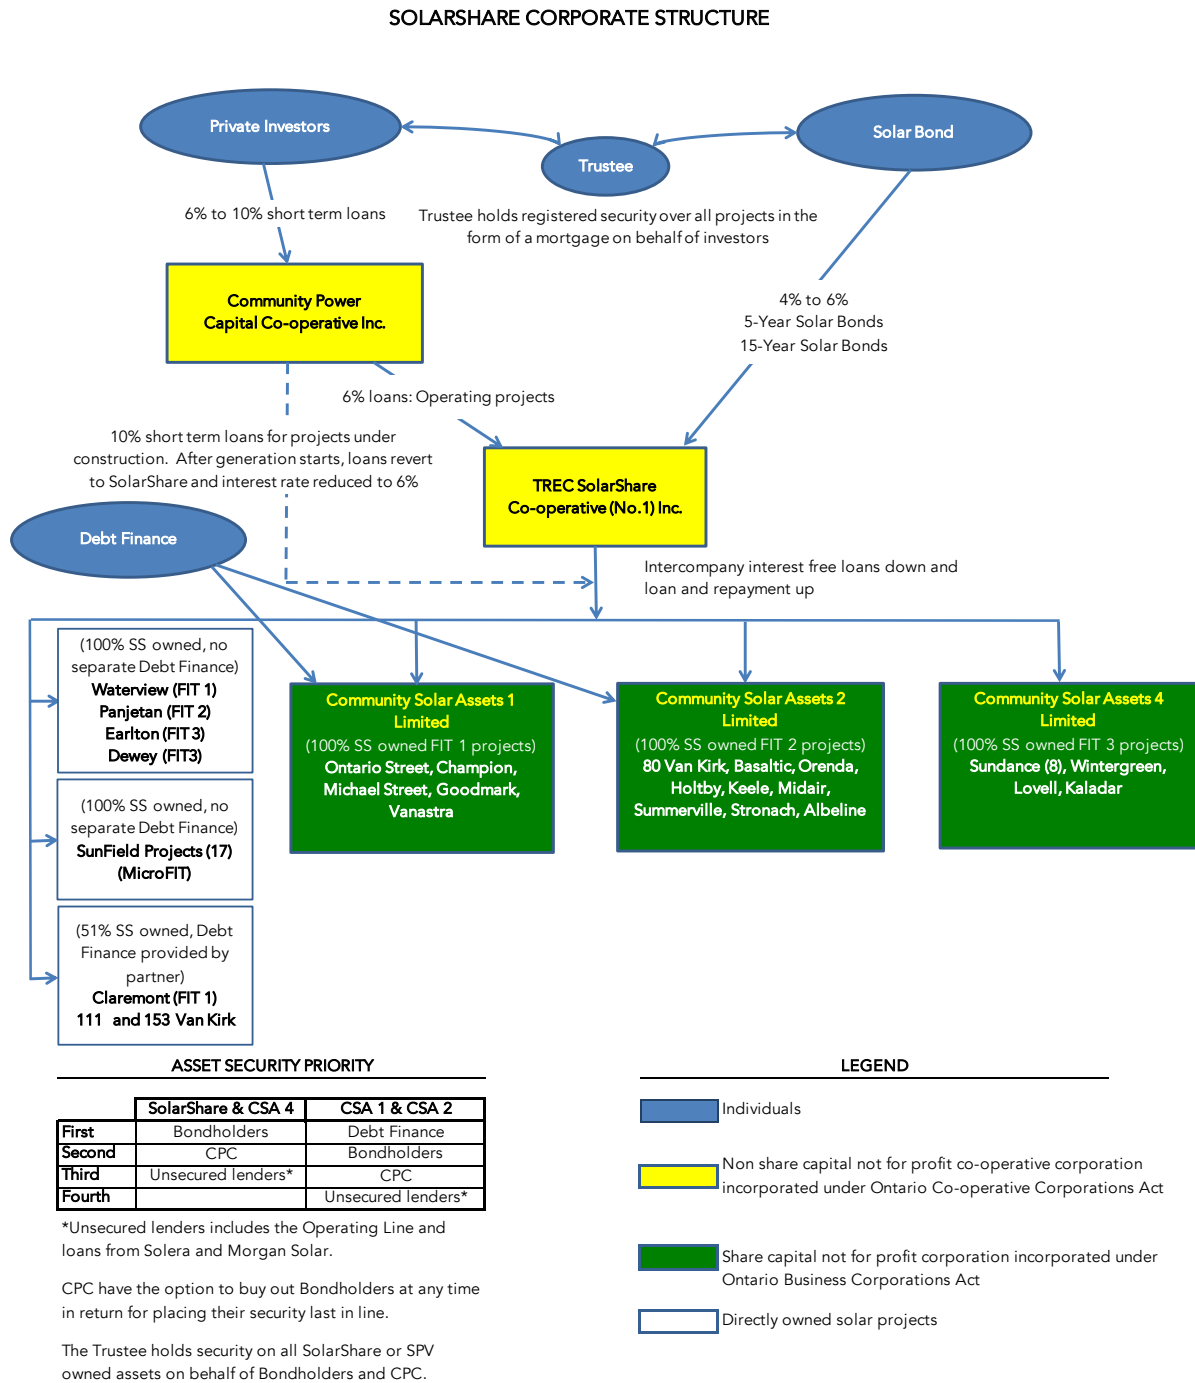 SOLARSHARE CORPORATE STRUCTURE
Private Investors
Solar Bond
Trustee
6% to 10% short term loans
Trustee holds registered security over all projects in the
form of a mortgage on behalf of investors
Community Power
Capital Co-operative Inc.
4% to 6%
5-Year Solar Bonds
15-Year Solar Bonds
6% loans: Operating projects
10% short term loans for projects under
construction. After generation starts, loans revert
to SolarShare and interest rate reduced to 6%
TREC SolarShare
Co-operative (No.1) Inc.
Debt Finance
Intercompany interest free loans down and
loan and repayment up
(100% SS owned, no
separate Debt Finance)
Waterview (FIT 1)
Panjetan (FIT 2)
Earlton (FIT 3)
Dewey (FIT3)
Community Solar Assets 1
Limited
(100% SS owned FIT 1 projects)
Ontario Street, Champion,
Michael Street, Goodmark,
Vanastra
Community Solar Assets 2
Limited
(100% SS owned FIT 2 projects)
80 Van Kirk, Basaltic, Orenda,
Holtby, Keele, Midair,
Summerville, Stronach, Albeline
Community Solar Assets 4
Limited
(100% SS owned FIT 3 projects)
Sundance (8), Wintergreen,
Lovell, Kaladar
(100% SS owned, no
separate Debt Finance)
SunField Projects (17)
(MicroFIT)
(51% SS owned, Debt
Finance provided by
partner)
Claremont (FIT 1)
111 and 153 Van Kirk
ASSET SECURITY PRIORITY
SolarShare & CSA 4 CSA 1 & CSA 2
First Bondholders Debt Finance
Second CPC Bondholders
Third Unsecured lenders* CPC
Fourth Unsecured lenders*
*Unsecured lenders includes the Operating Line and
loans from Solera and Morgan Solar.
CPC have the option to buy out Bondholders at any time
in return for placing their security last in line.
The Trustee holds security on all SolarShare or SPV
owned assets on behalf of Bondholders and CPC.
LEGEND
Individuals
Non share capital not for profit co-operative corporation
incorporated under Ontario Co-operative Corporations Act
Share capital not for profit corporation incorporated under
Ontario Business Corporations Act
Directly owned solar projects